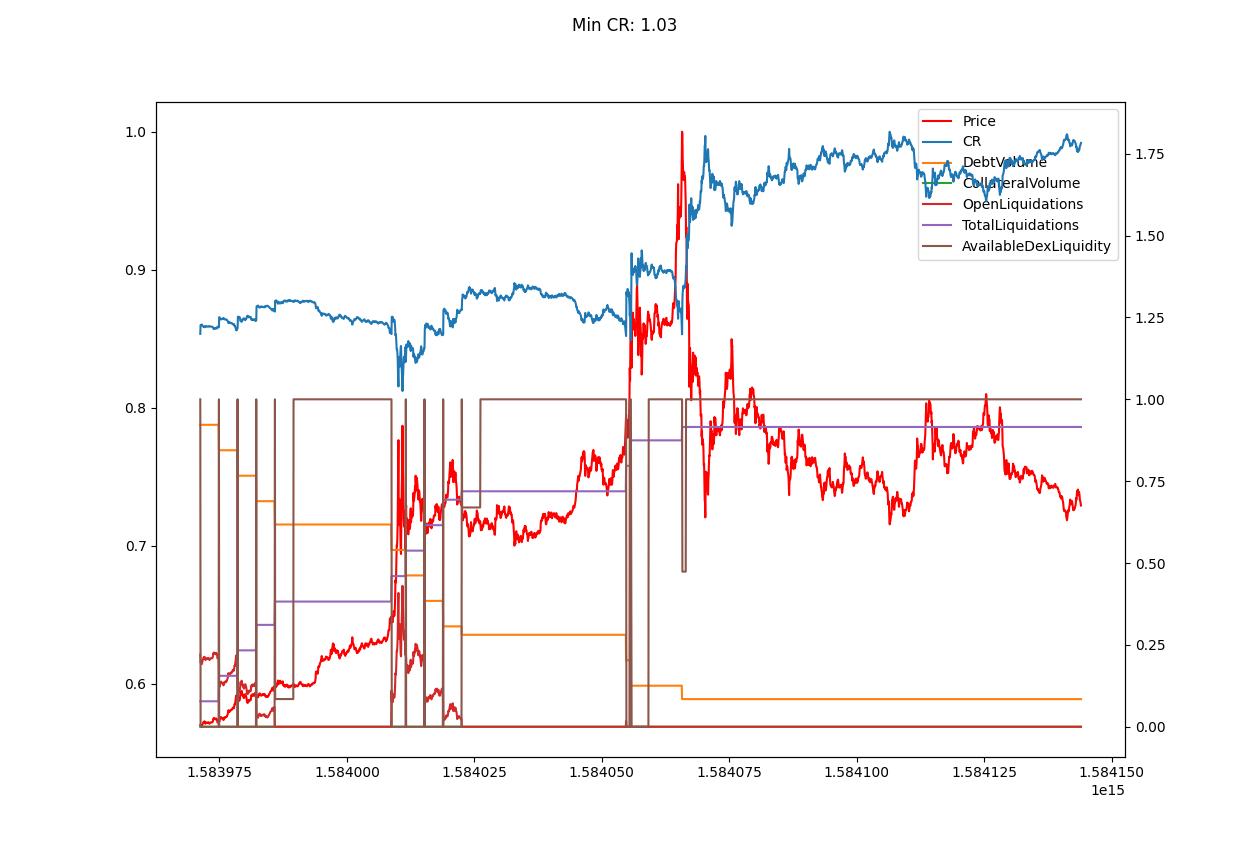 Min CR: 1.03
1.0
0.9
0.8
0.7
0.6
1.75
1.50
1.25
1.00
0.75
0.50
0.25
0.00
Price
CR
DebtVolume
CollateralVolume
OpenLiquidations
TotalLiquidations
AvailableDexLiquidity
1.583975 1.584000 1.584025 1.584050 1.584075 1.584100 1.584125 1.584150
1e15